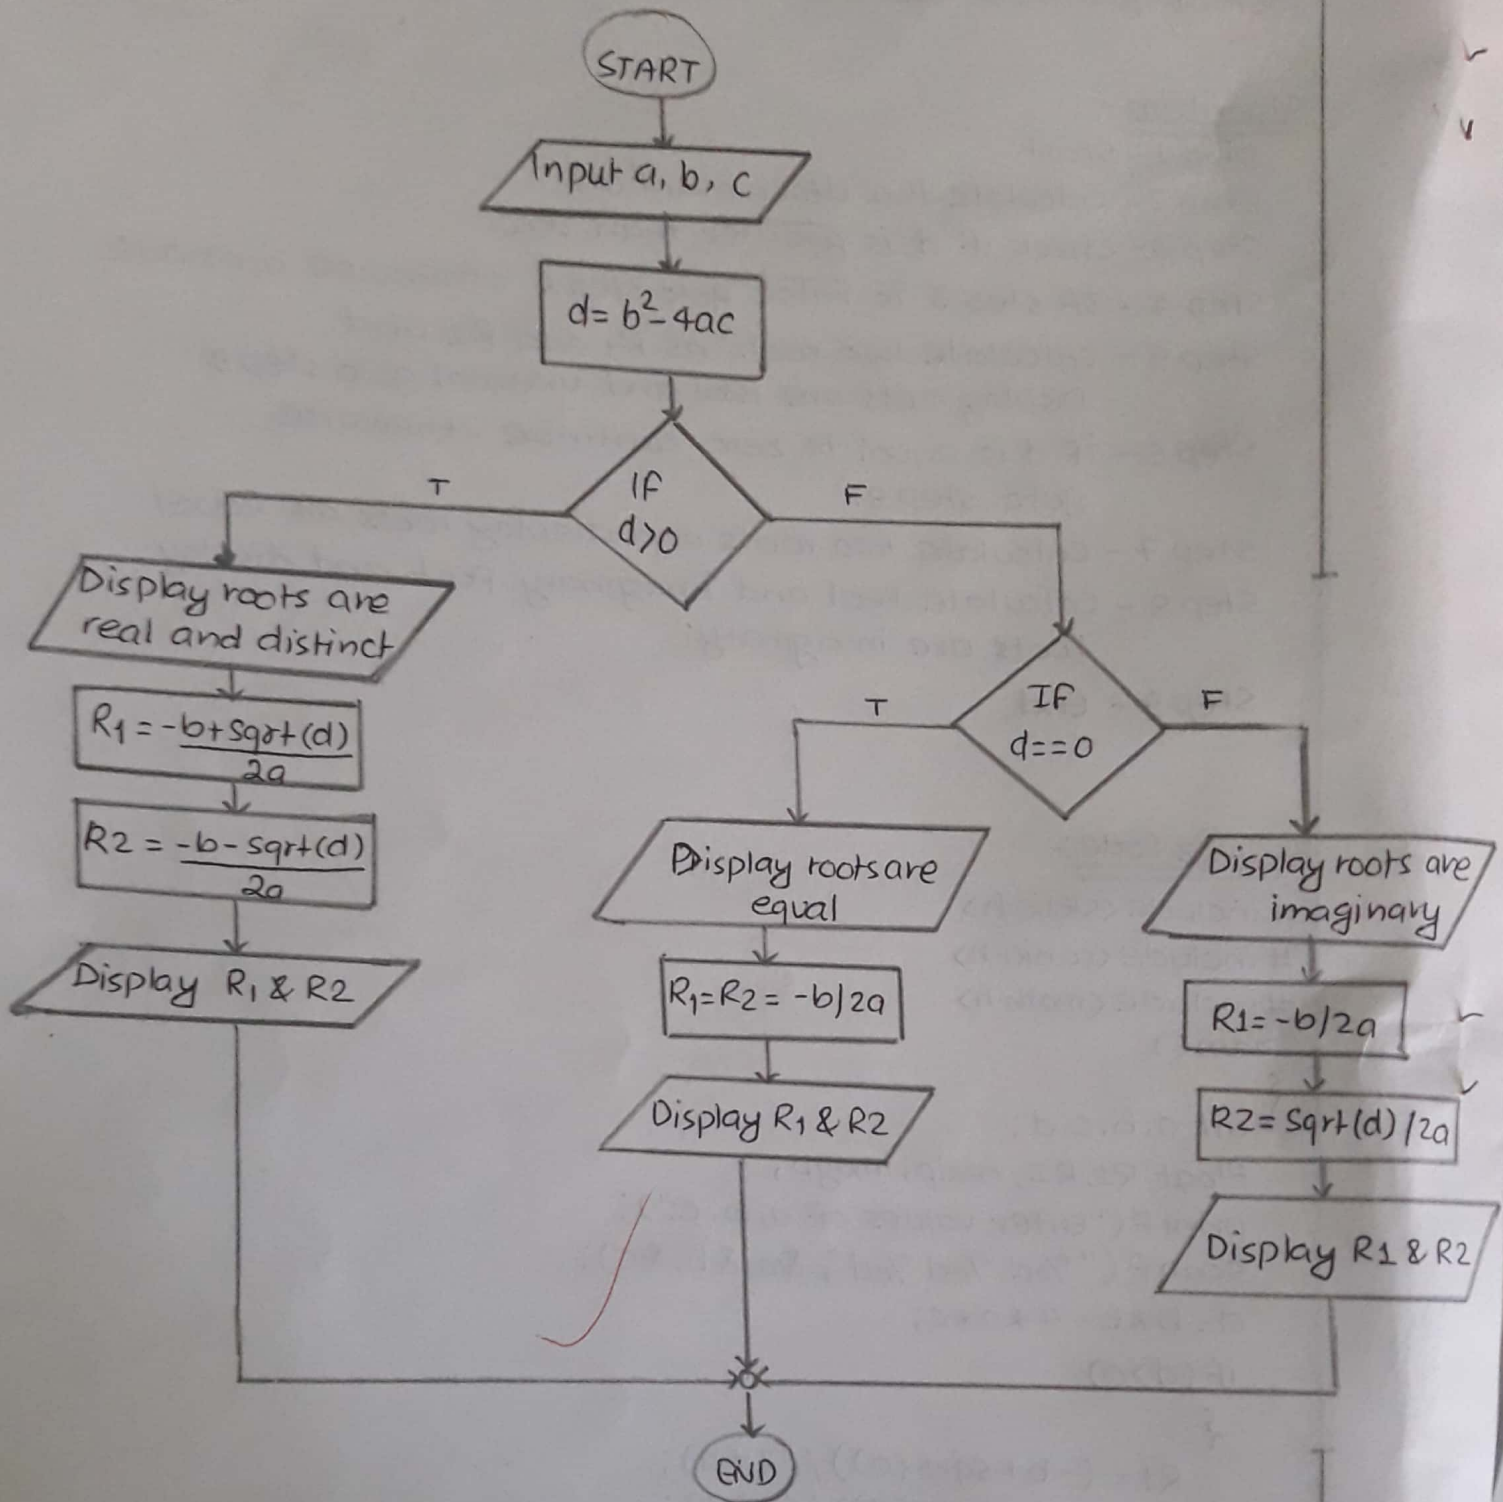 START
Input a, b, c
d= b²-4ac
If
d>0
T
F
Display roots are
real and distinct
R1 = -b+sqrt(d)
2a
R2 = -b-sqrt(d)
2a
Display R1 & R2
If
d==0
T
F
Display roots are
equal
R1=R2 = -b/2a
Display R1 & R2
Display roots are
imaginary
R1=-b/2a
R2= sqrt(d)/2a
Display R1 & R2
END